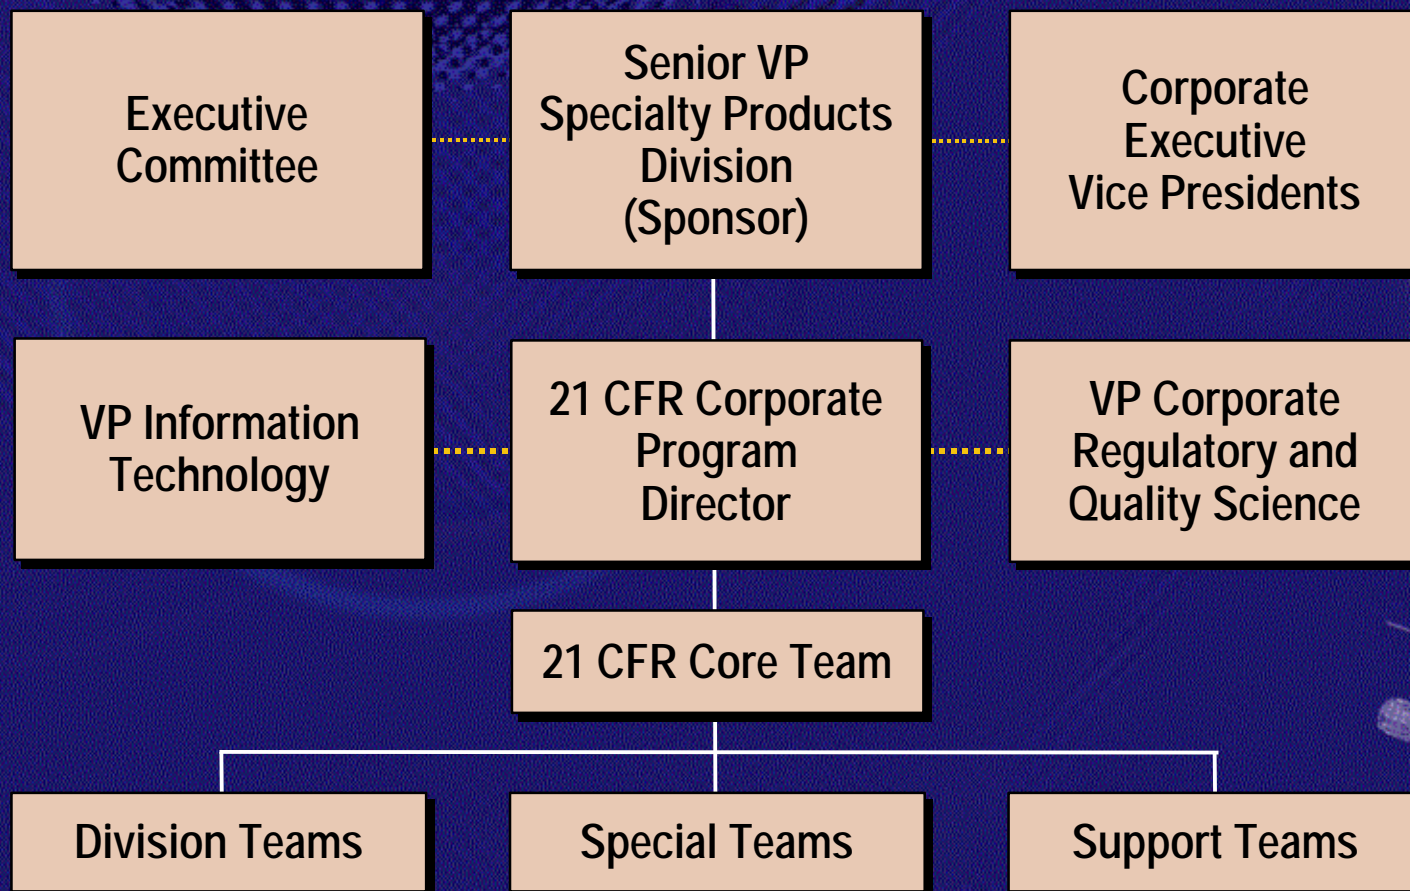 Executive
Committee
Senior VP
Specialty Products
Division
(Sponsor)
Corporate
Executive
Vice Presidents
VP Information
Technology
21 CFR Corporate
Program
Director
VP Corporate
Regulatory and
Quality Science
21 CFR Core Team
Division Teams
Special Teams
Support Teams